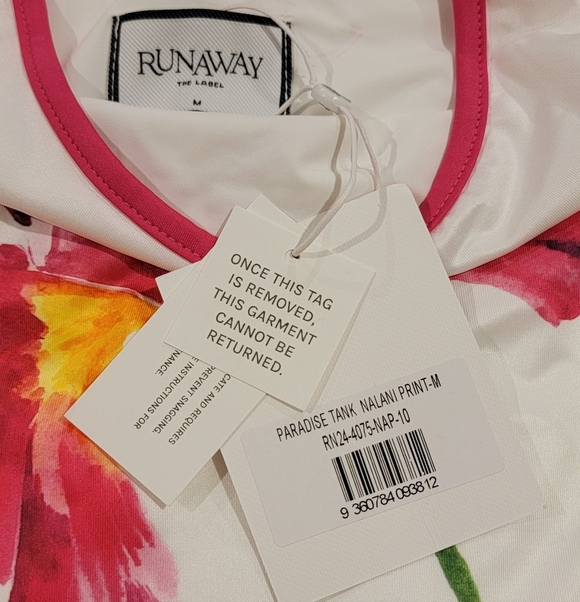 RUNAWAY
THE LABEL
M
ONCE THIS TAG
IS REMOVED,
THIS GARMENT
CANNOT BE
RETURNED.
CATE AND REQUIRES
PREVENT SNAGGING.
E INSTRUCTIONS FOR
NANCE.
PARADISE TANK NALANI PRINT-M
RN24-4075-NAP-10
9 360784 093812